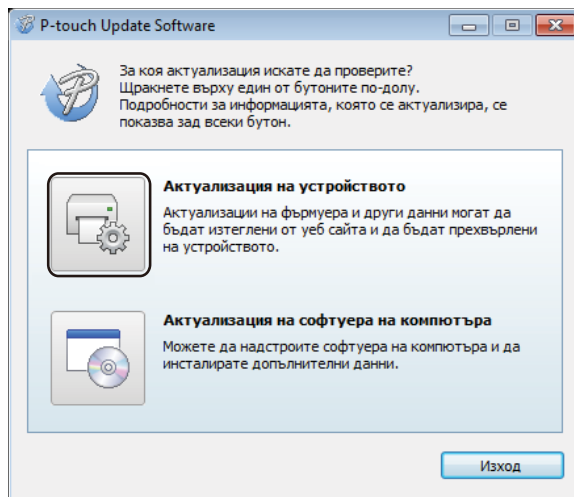 P-touch Update Software
За коя актуализация искате да проверите?
Щракнете върху един от бутоните по-долу.
Подробности за информацията, която се актуализира, се
показва зад всеки бутон.
Актуализация на устройството
Актуализации на фърмуера и други данни могат да
бъдат изтеглени от уеб сайта и да бъдат прехвърлени
на устройството.
Актуализация на софтуера на компютъра
Можете да надстроите софтуера на компютъра и да
инсталирате допълнителни данни.
Изход